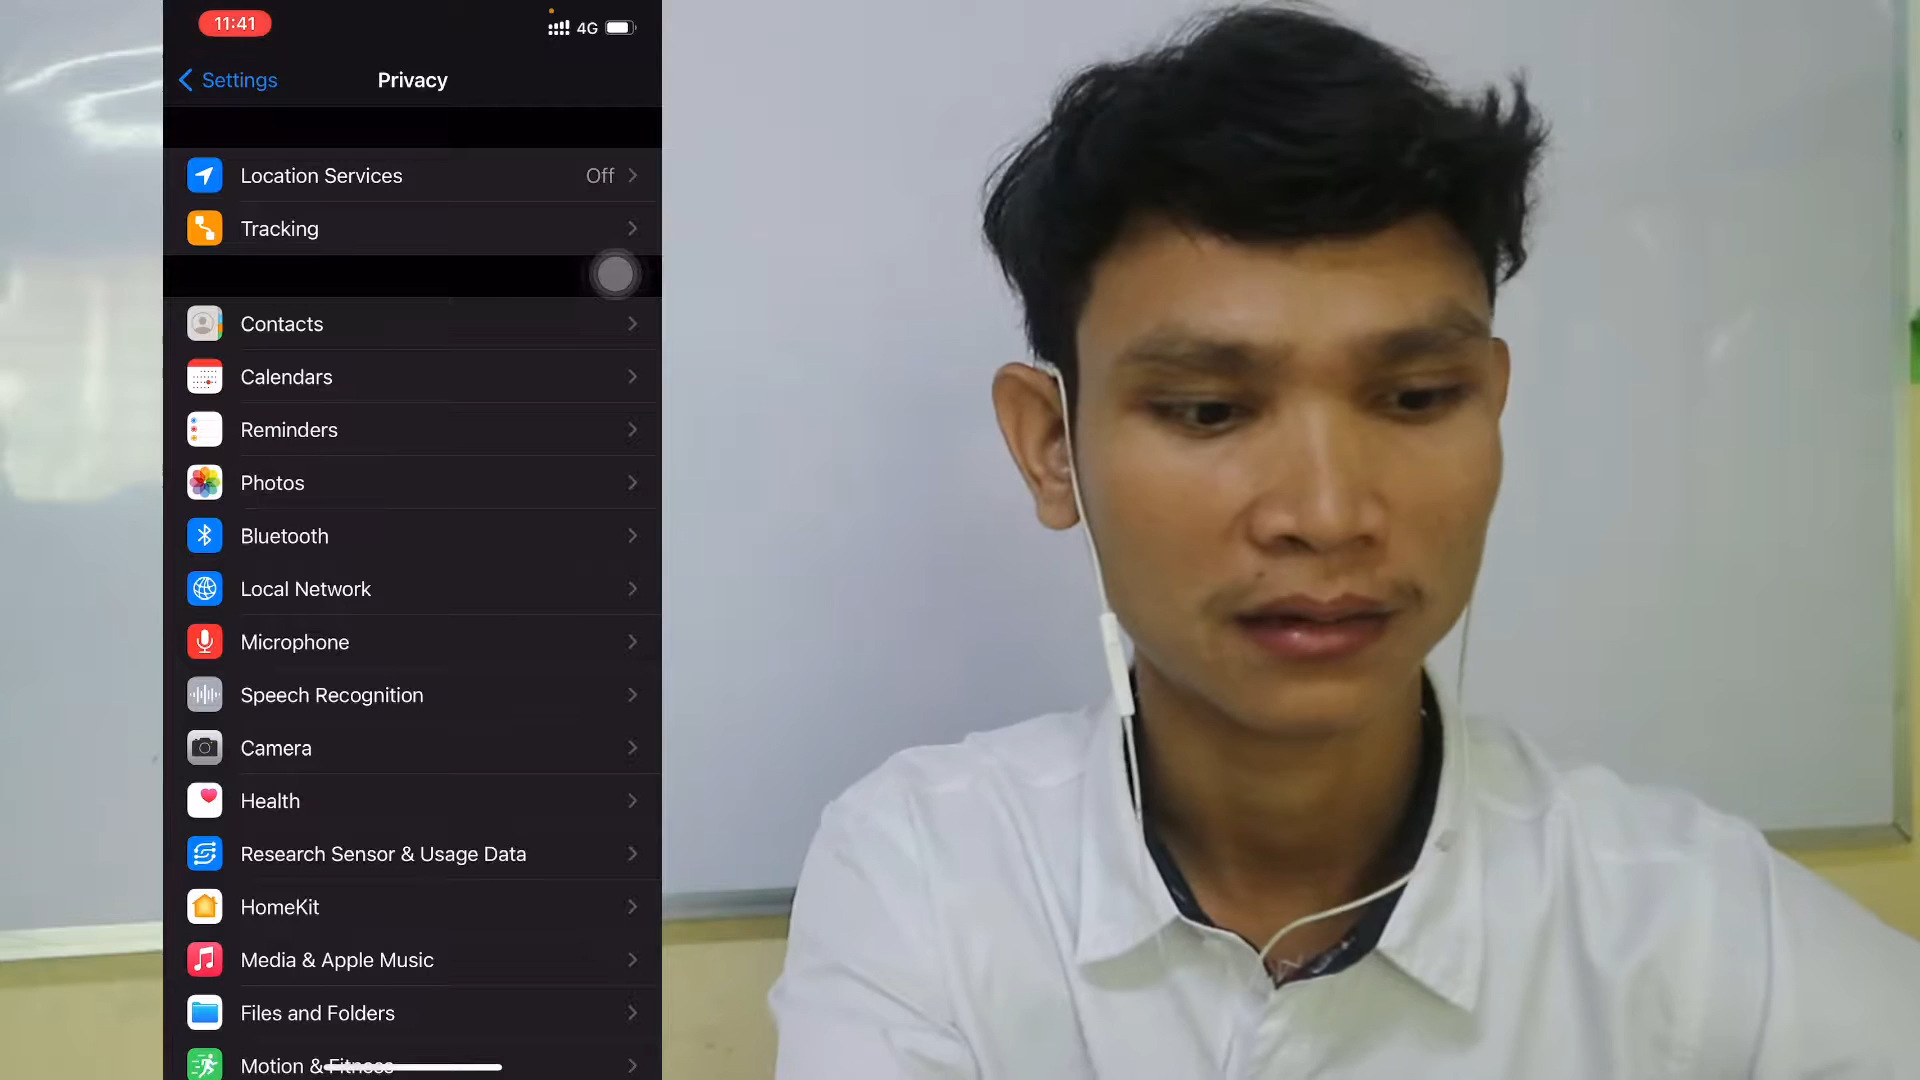 11:41
4G
Settings
Privacy
Location Services Off
Tracking
Contacts
Calendars
Reminders
Photos
Bluetooth
Local Network
Microphone
Speech Recognition
Camera
Health
Research Sensor & Usage Data
HomeKit
Media & Apple Music
Files and Folders
Motion & Fitness